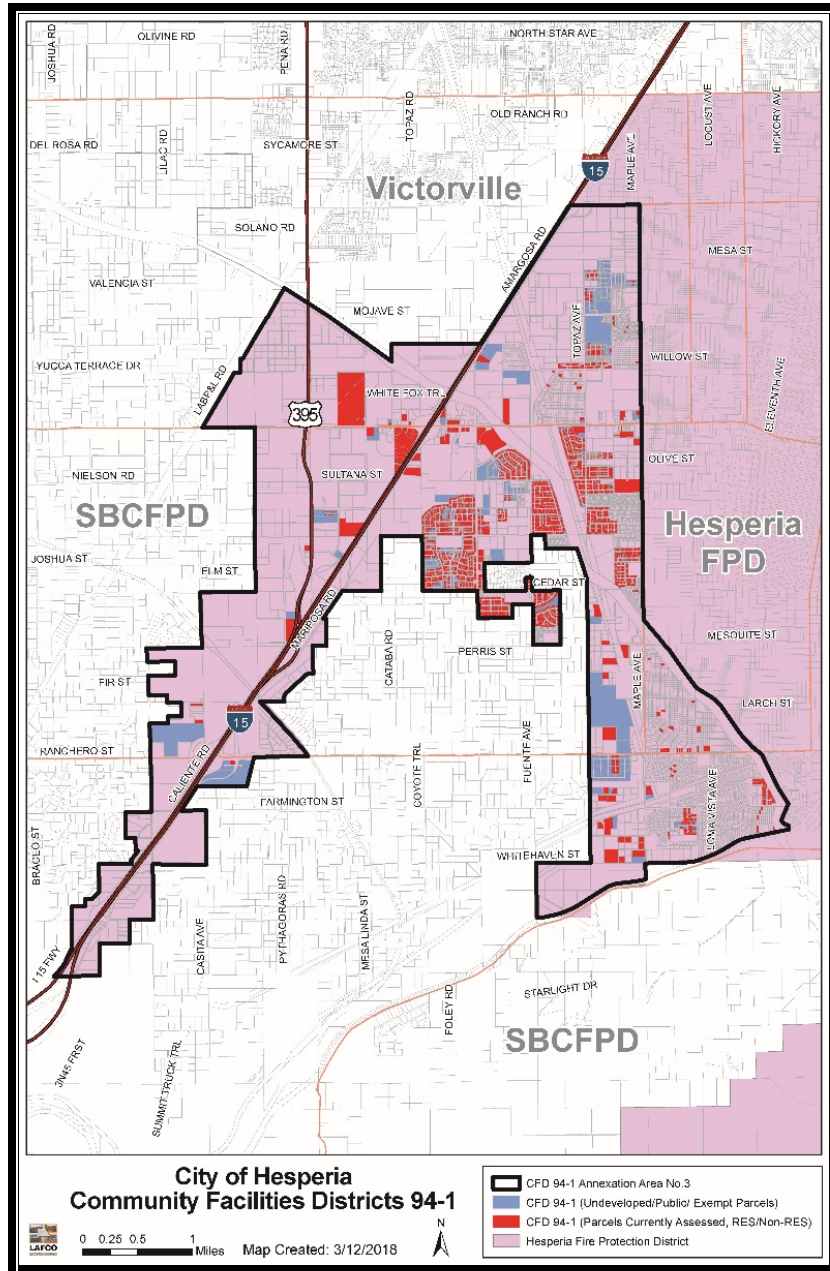 OLIVINE RD
NORTH STAR AVE
JOSHUA RD
PENA RD
TOPAZ RD
OLD RANCH RD
LOCUST AVE
HICKORY AVE
DEL ROSA RD
LILAC RD
SYCAMORE ST
15
MAPLE AVE
Victorville
SOLANO RD
AMARGOSA RD
MESA ST
VALENCIA ST
MOJAVE ST
TOPAZ AVE
YUCCA TERRACE DR
LABP&L RD
WILLOW ST
WHITE FOX TRL
395
ELEVENTH AVE
NIELSON RD
SULTANA ST
OLIVE ST
SBCFPD
Hesperia
FPD
JOSHUA ST
ELM ST
CEDAR ST
MARIPOSA RD
CATABA RD
PERRIS ST
MESQUITE ST
FIR ST
MAPLE AVE
LARCH ST
15
RANCHERO ST
CALIENTE RD
COYOTE TRL
FUENTE AVE
FARMINGTON ST
LOMA VISTA AVE
WHITEHAVEN ST
I 15 FWY
CASITA AVE
PYTHAGORAS RD
MESA LINDA ST
STARLIGHT DR
FOLEY RD
SBCFPD
3N45 FRST
SUMMIT TRUCK TRL
City of Hesperia
Community Facilities Districts 94-1
LAFCO
0 0.25 0.5 1
Miles
Map Created: 3/12/2018
N
CFD 94-1 Annexation Area No.3
CFD 94-1 (Undeveloped/Public/ Exempt Parcels)
CFD 94-1 (Parcels Currently Assessed, RES/Non-RES)
Hesperia Fire Protection District